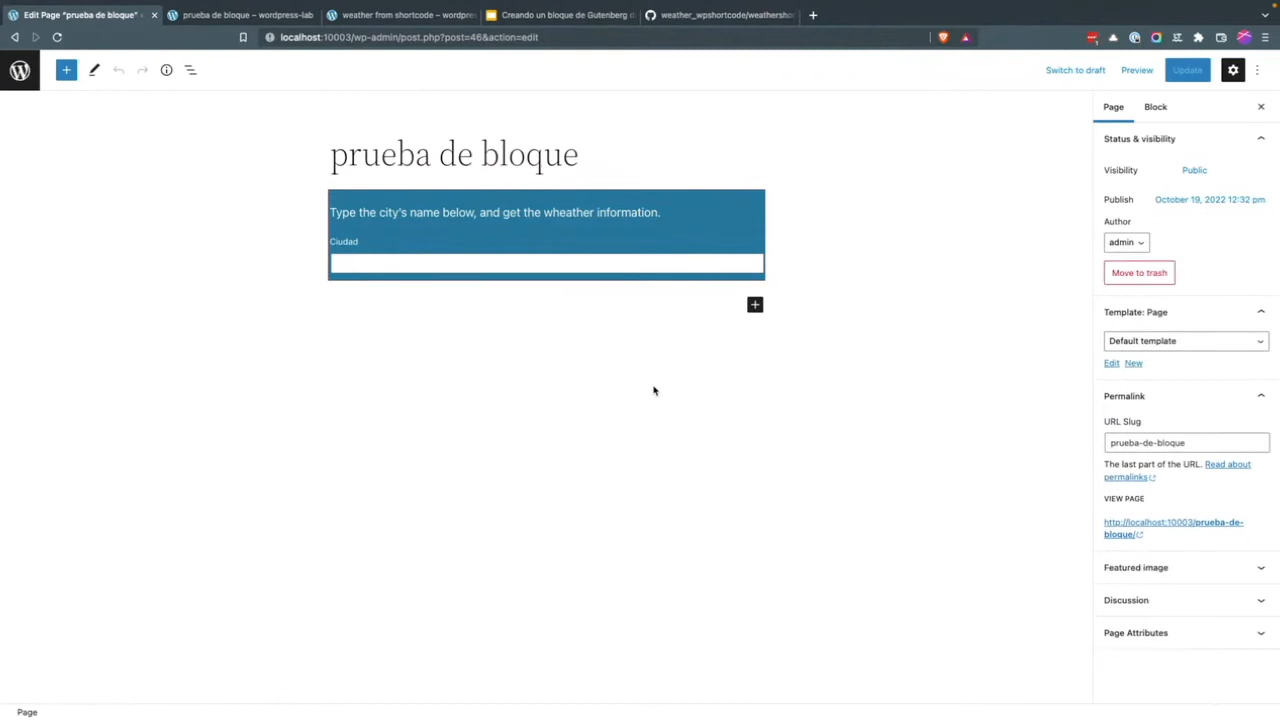 Edit Page "prueba de bloque"
prueba de bloque – wordpress-lab
weather from shortcode – wordpres
Creando un bloque de Gutenberg d
weather_wpshortcode/weathershor
localhost:10003/wp-admin/post.php?post=46&action=edit
Switch to draft
Preview
Update
Page
Block
prueba de bloque
Type the city's name below, and get the wheather information.
Ciudad
Status & visibility
Visibility
Public
Publish
October 19, 2022 12:32 pm
Author
admin
Move to trash
Template: Page
Default template
Edit New
Permalink
URL Slug
prueba-de-bloque
The last part of the URL. Read about
permalinks
VIEW PAGE
http://localhost:10003/prueba-de-
bloque/
Featured image
Discussion
Page Attributes
Page